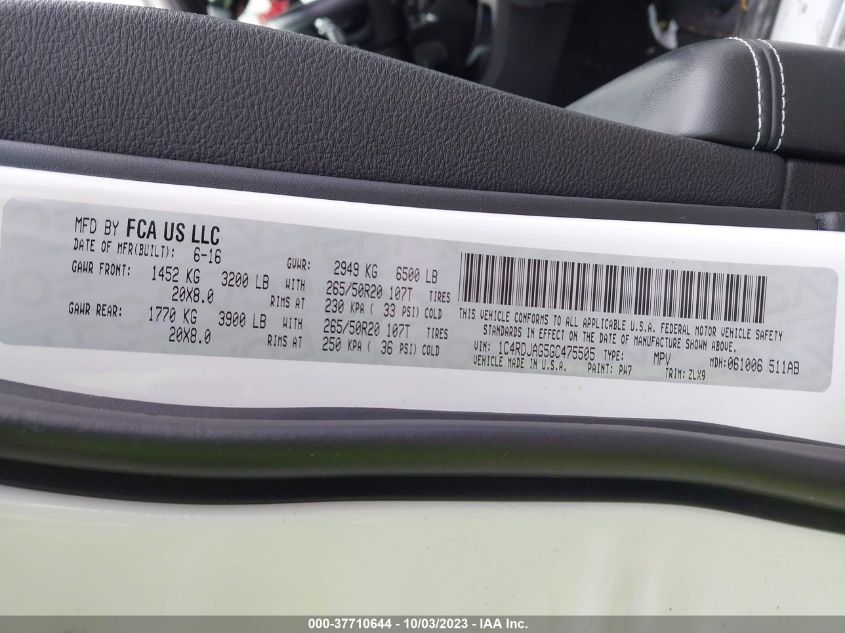 MFD BY FCA US LLC
DATE OF MFR(BUILT): 6-16 GVWR: 2949 KG 6500 LB
GAWR FRONT: 1452 KG 3200 LB WITH 265/50R20 107T TIRES
20X8.0 RIMS AT 230 KPA ( 33 PSI) COLD
GAWR REAR: 1770 KG 3900 LB WITH 265/50R20 107T TIRES
20X8.0 RIMS AT 250 KPA ( 36 PSI) COLD
THIS VEHICLE CONFORMS TO ALL APPLICABLE U.S.A. FEDERAL MOTOR VEHICLE SAFETY
STANDARDS IN EFFECT ON THE DATE OF MANUFACTURE SHOWN ABOVE.
VIN: 1C4RDJAG5GC475505 TYPE: MPV MDH:061006 511AB
VEHICLE MADE IN U.S.A. PAINT: PW7 TRIM: ZLX9
000-37710644 - 10/03/2023 - IAA Inc.